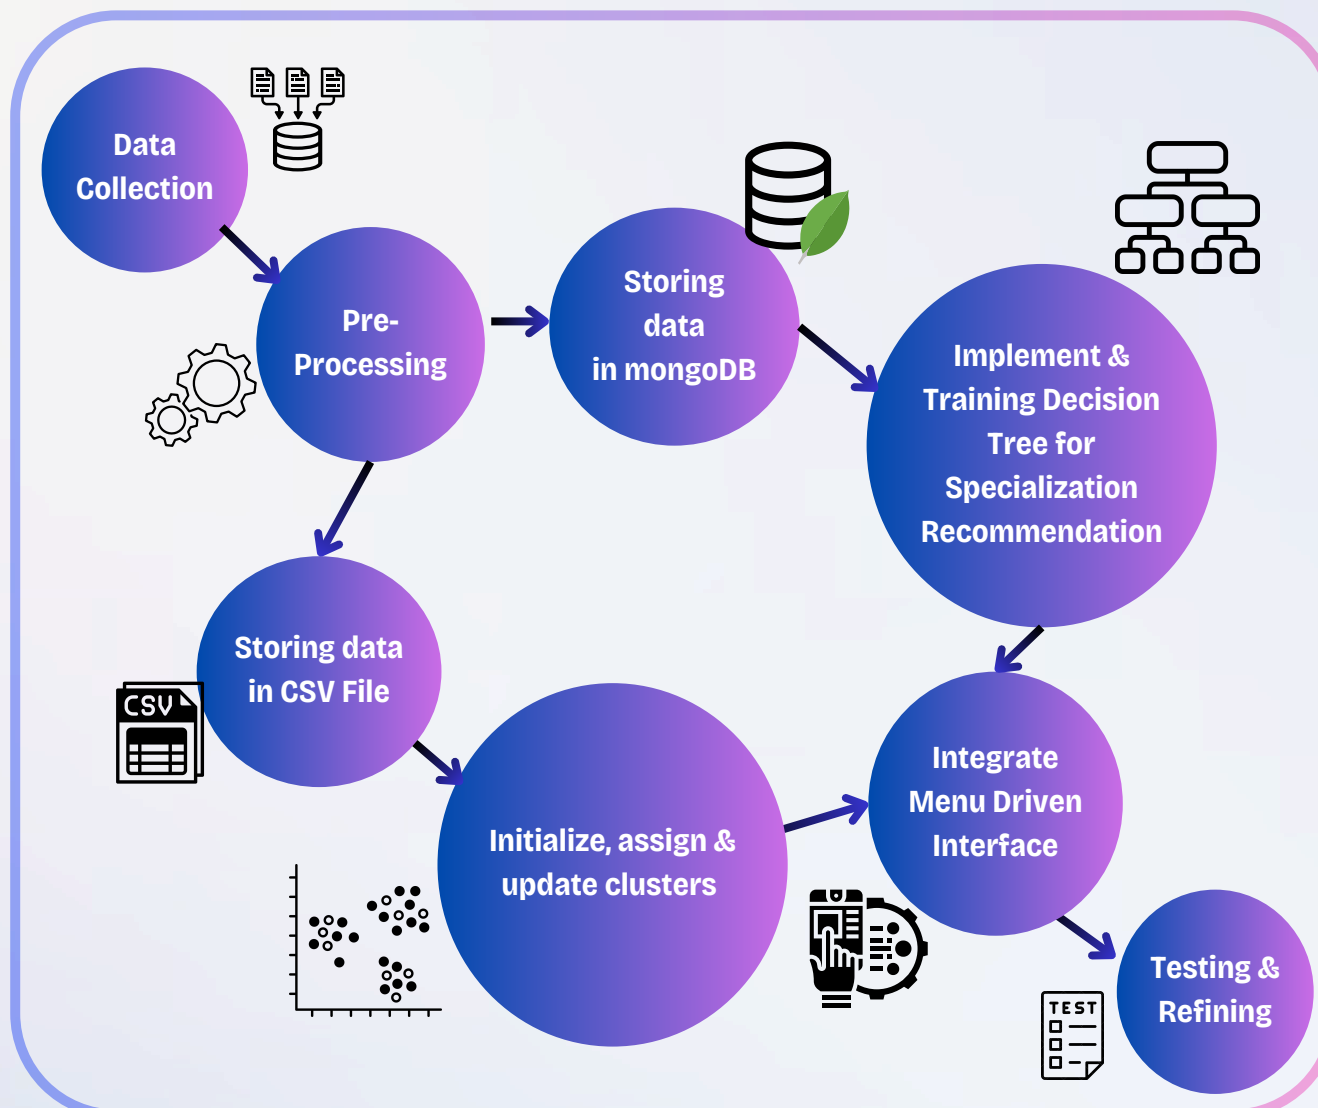 Data
Collection
Pre-
Processing
Storing
data
in mongoDB
Implement &
Training Decision
Tree for
Specialization
Recommendation
Storing data
in CSV File
CSV
Initialize, assign &
update clusters
Integrate
Menu Driven
Interface
Testing &
Refining
TEST